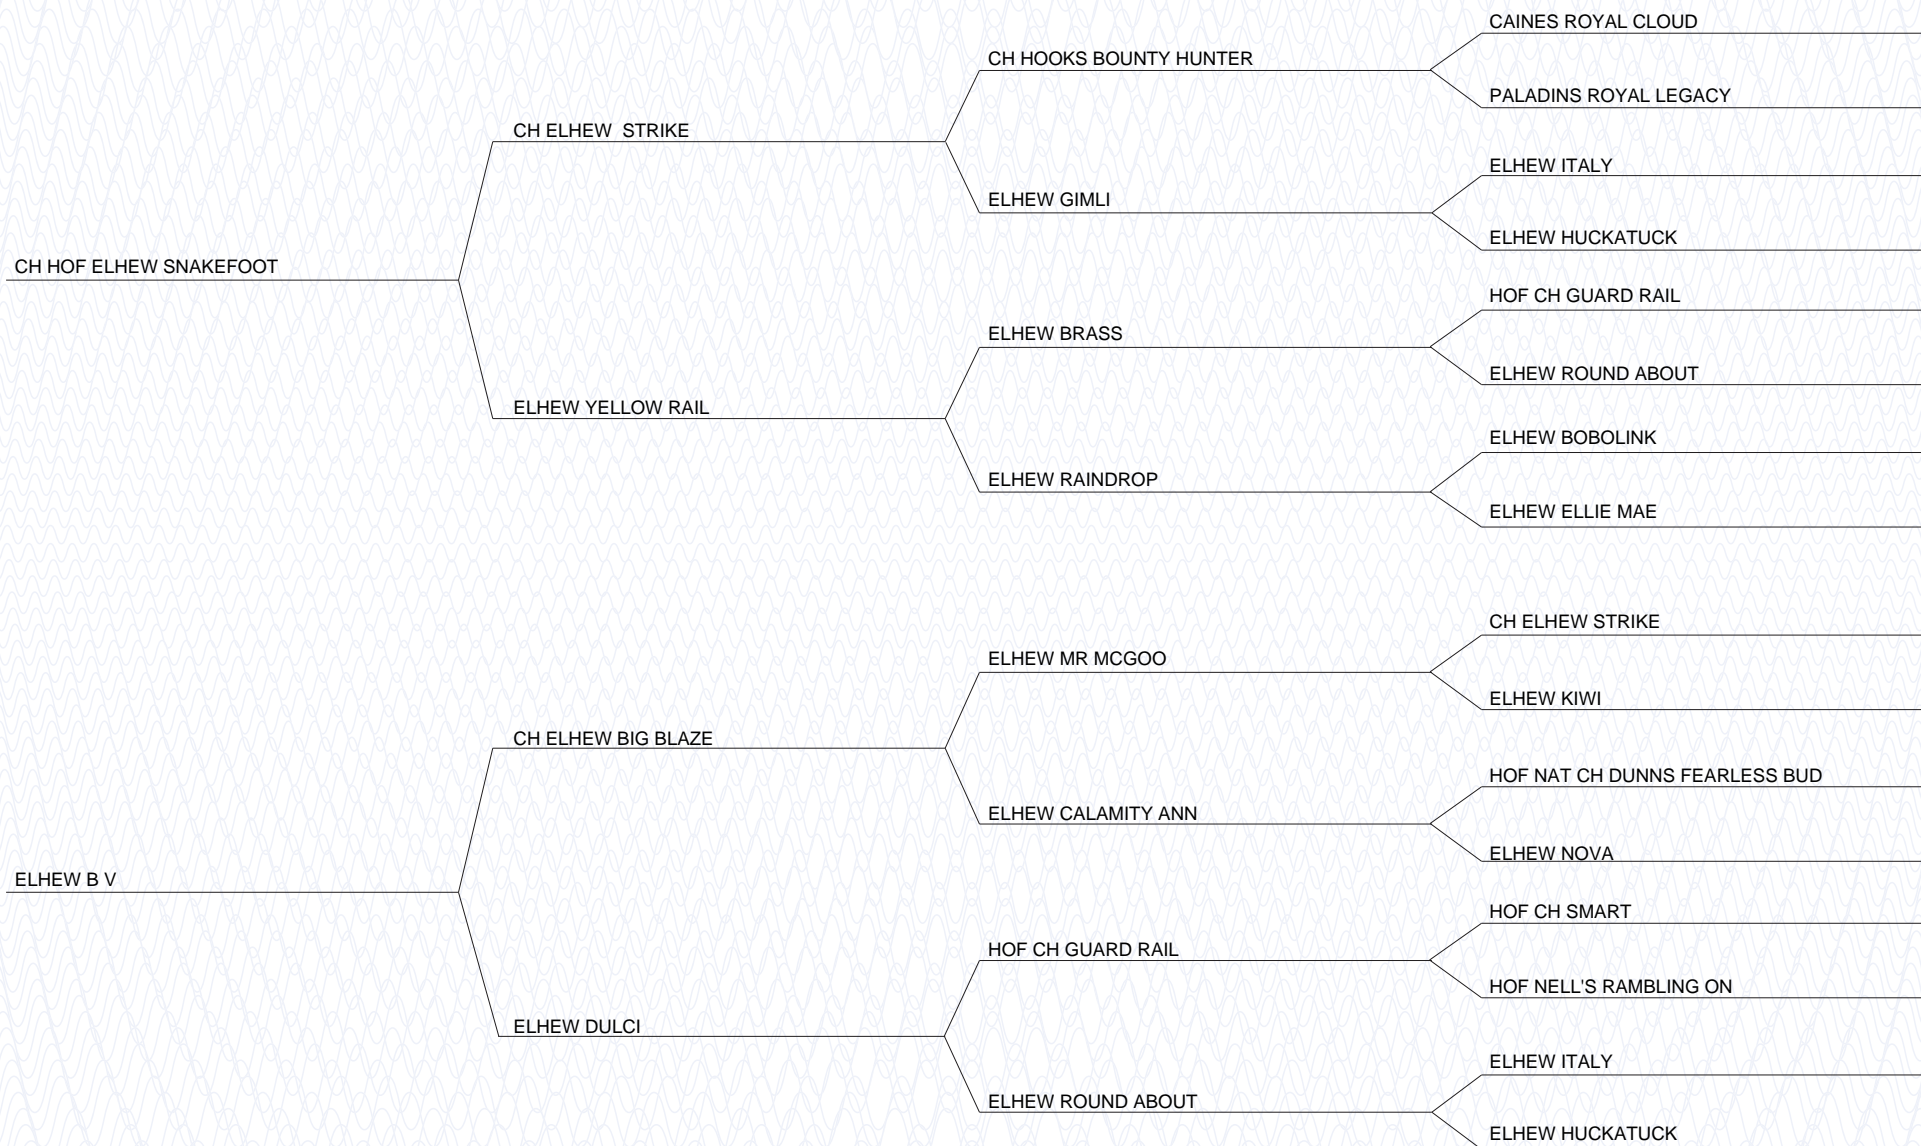 CAINES ROYAL CLOUD
CH HOOKS BOUNTY HUNTER
PALADINS ROYAL LEGACY
CH ELHEW  STRIKE
ELHEW ITALY
ELHEW GIMLI
ELHEW HUCKATUCK
CH HOF ELHEW SNAKEFOOT
HOF CH GUARD RAIL
ELHEW BRASS
ELHEW ROUND ABOUT
ELHEW YELLOW RAIL
ELHEW BOBOLINK
ELHEW RAINDROP
ELHEW ELLIE MAE
CH ELHEW STRIKE
ELHEW MR MCGOO
ELHEW KIWI
CH ELHEW BIG BLAZE
HOF NAT CH DUNNS FEARLESS BUD
ELHEW CALAMITY ANN
ELHEW NOVA
ELHEW B V
HOF CH SMART
HOF CH GUARD RAIL
HOF NELL'S RAMBLING ON
ELHEW DULCI
ELHEW ITALY
ELHEW ROUND ABOUT
ELHEW HUCKATUCK